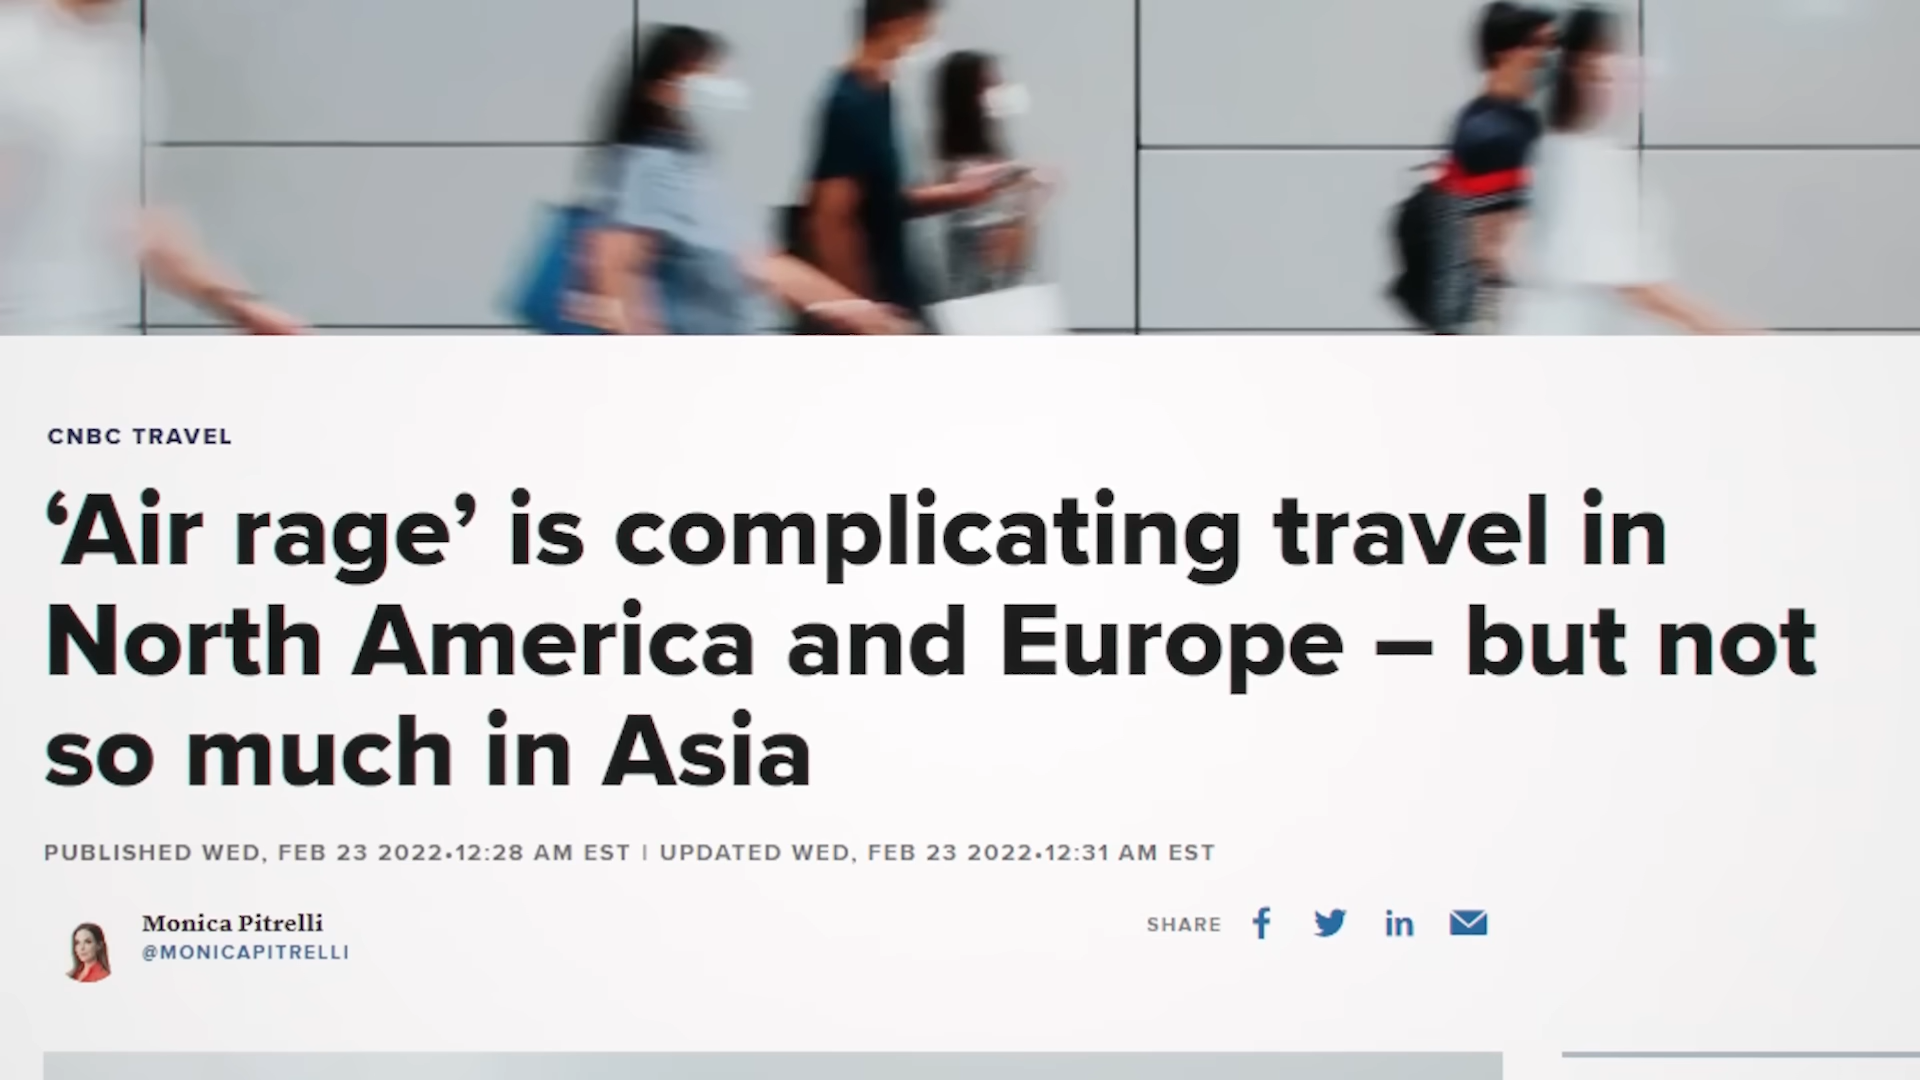 CNBC TRAVEL
‘Air rage’ is complicating travel in
North America and Europe – but not
so much in Asia
PUBLISHED WED, FEB 23 2022•12:28 AM EST | UPDATED WED, FEB 23 2022•12:31 AM EST
Monica Pitrelli
@MONICAPITRELLI
SHARE